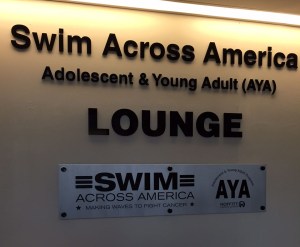 Swim Across America
Adolescent & Young Adult (AYA)
LOUNGE
SWIM
ACROSS AMERICA
MAKING WAVES TO FIGHT CANCER
AYA